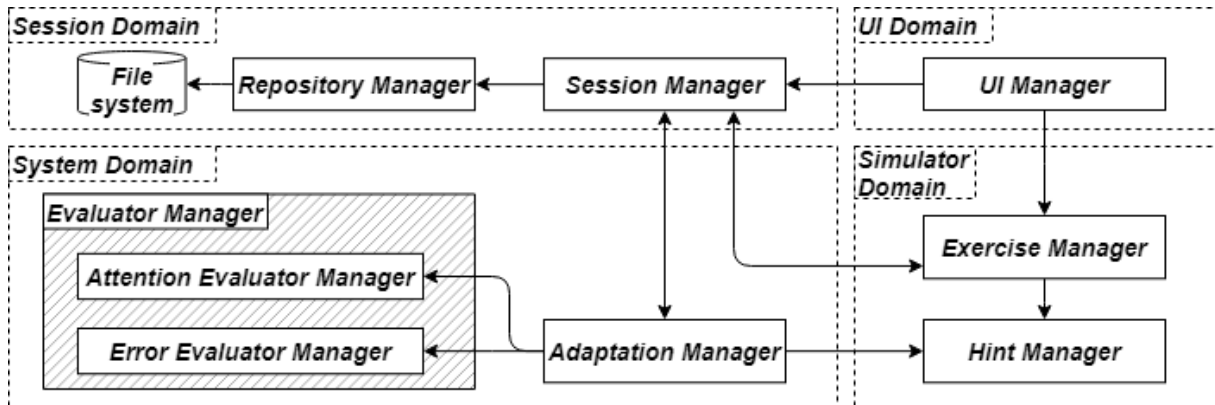 Session Domain
UI Domain
File
system
Repository Manager
Session Manager
UI Manager
System Domain
Simulator
Domain
Evaluator Manager
Exercise Manager
Attention Evaluator Manager
Error Evaluator Manager
Adaptation Manager
Hint Manager